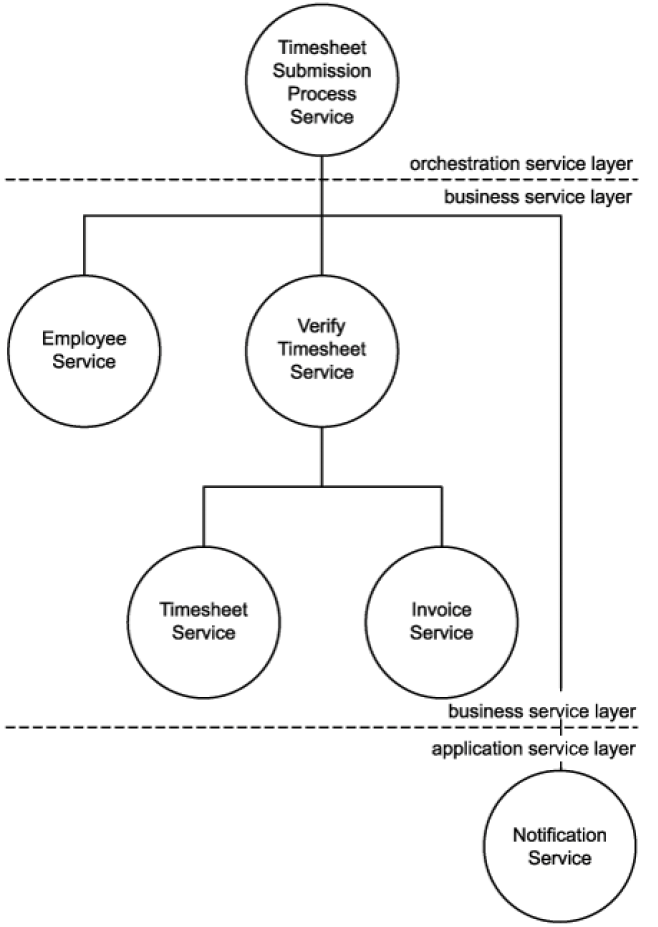 Timesheet
Submission
Process
Service
orchestration service layer
business service layer
Employee
Service
Verify
Timesheet
Service
Timesheet
Service
Invoice
Service
business service layer
application service layer
Notification
Service